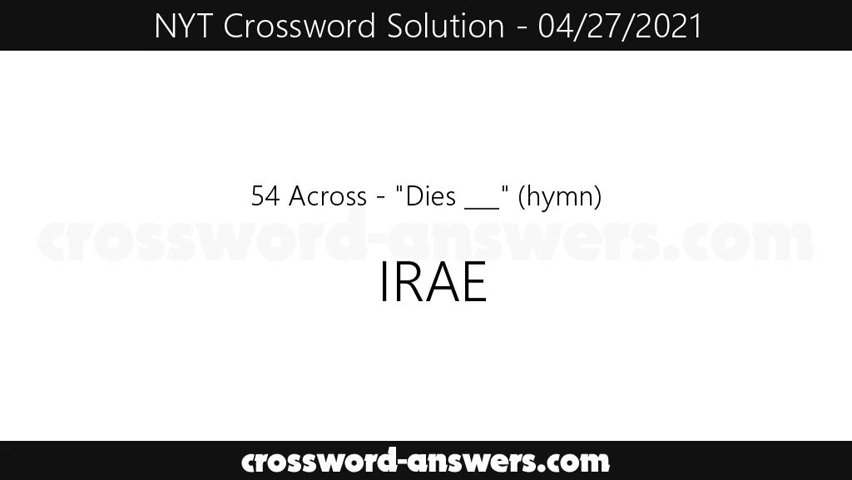 NYT Crossword Solution - 04/27/2021
54 Across - "Dies ___" (hymn)
crossword-answers.com
IRAE
crossword-answers.com